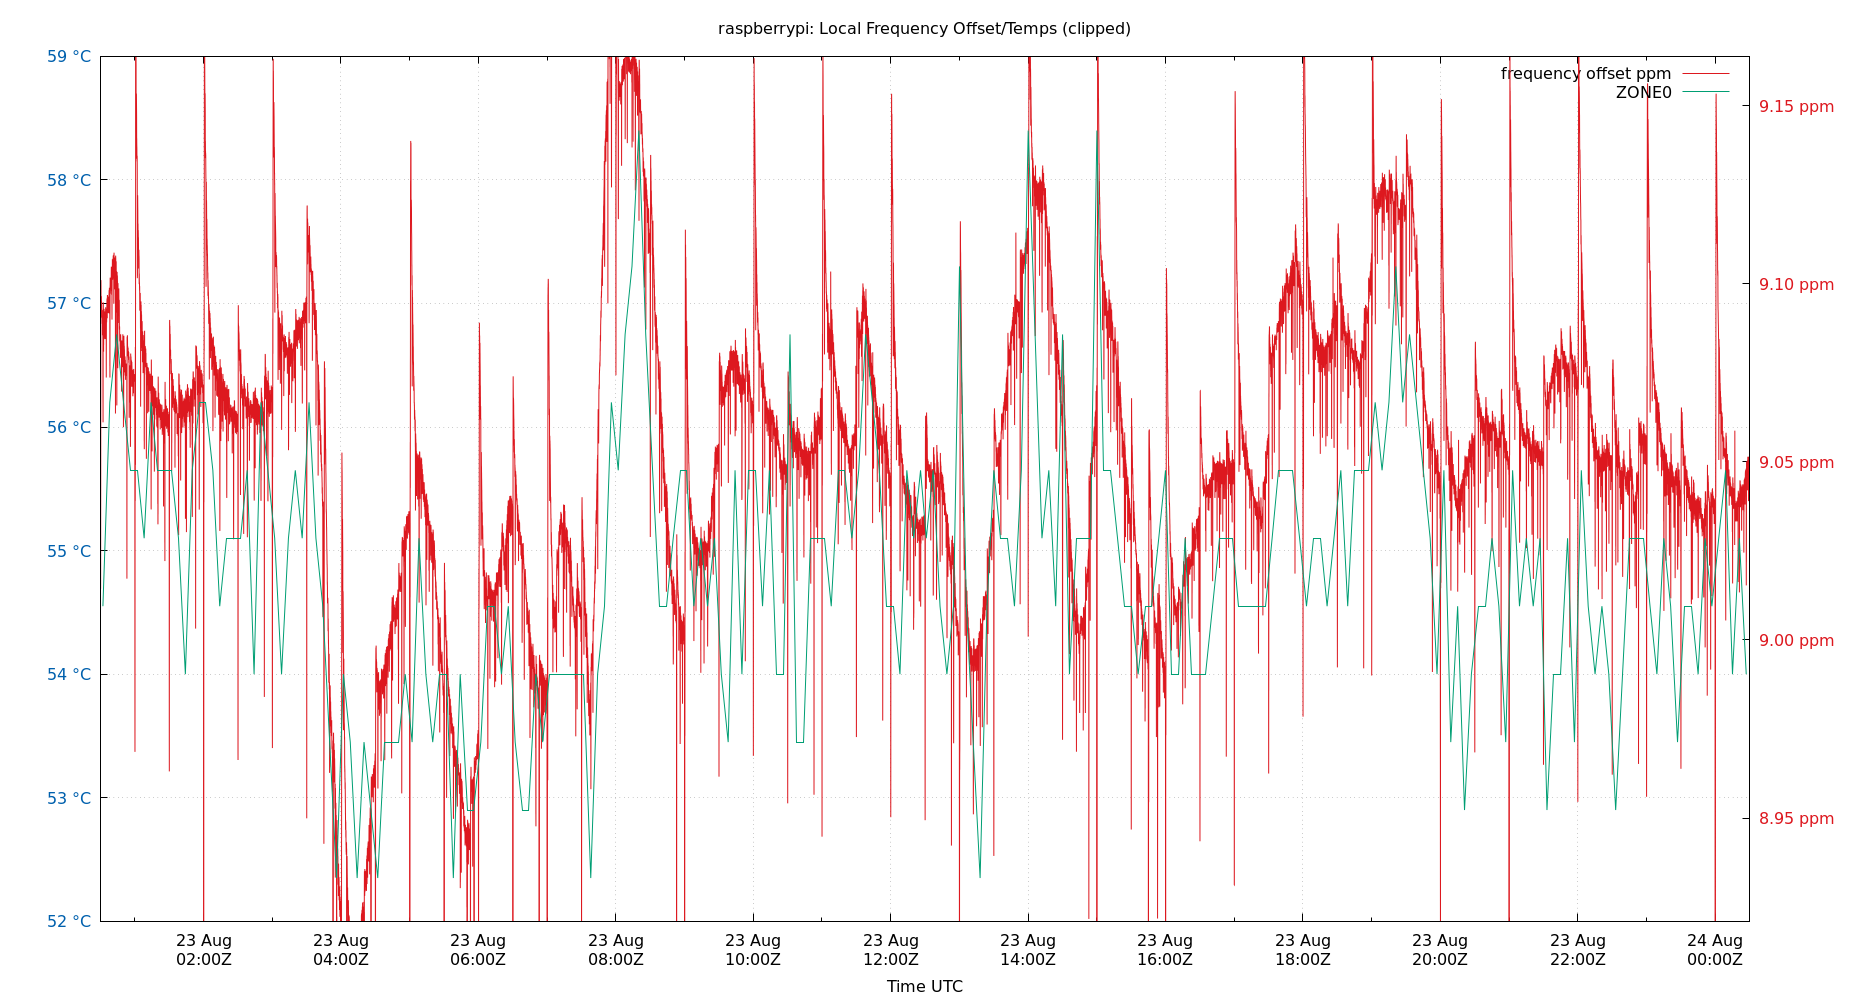 raspberrypi: Local Frequency Offset/Temps (clipped)
59 °C
58 °C
57 °C
56 °C
55 °C
54 °C
53 °C
52 °C
frequency offset ppm
ZONE0
9.15 ppm
9.10 ppm
9.05 ppm
9.00 ppm
8.95 ppm
23 Aug 23 Aug 23 Aug 23 Aug 23 Aug 23 Aug 23 Aug 23 Aug 23 Aug 23 Aug 23 Aug 24 Aug
02:00Z 04:00Z 06:00Z 08:00Z 10:00Z 12:00Z 14:00Z 16:00Z 18:00Z 20:00Z 22:00Z 00:00Z
Time UTC